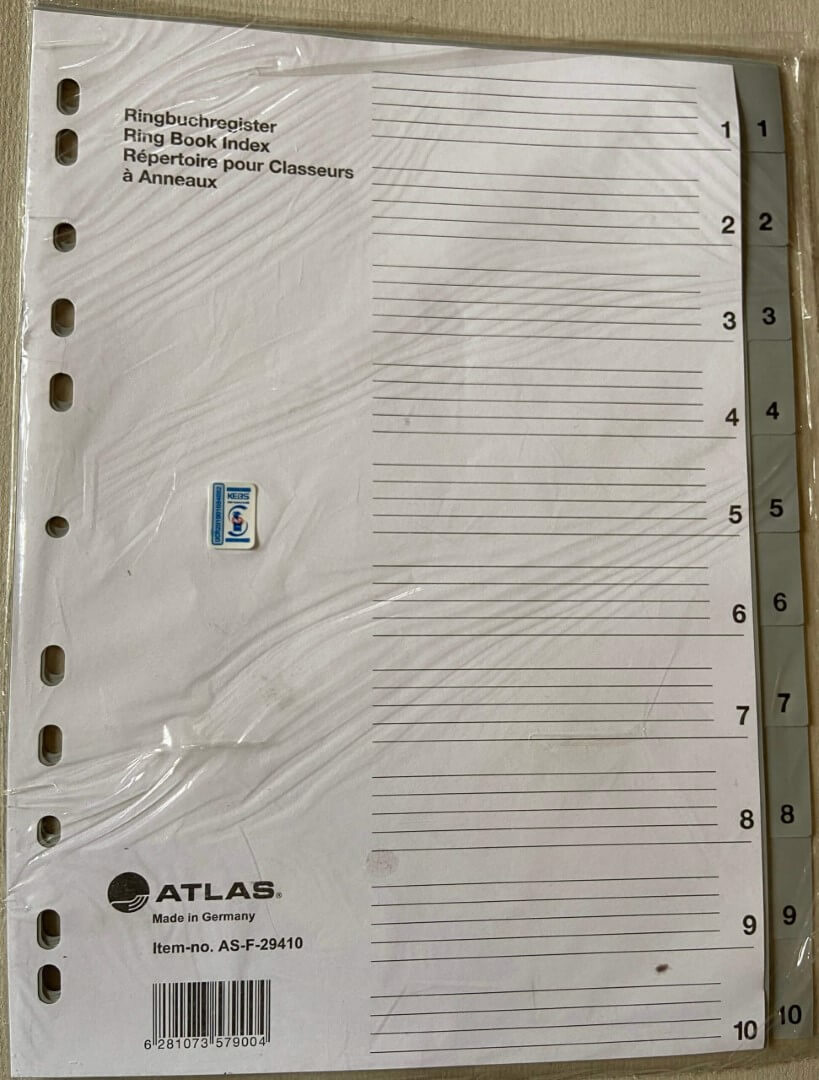 Ringbuchregister
Ring Book Index
Répertoire pour Classeurs
à Anneaux
1 1
2 2
3 3
4 4
5 5
KEBS
6 6
7 7
8 8
9 9
10 10
ATLAS®
Made in Germany
Item-no. AS-F-29410
6 281073 579004